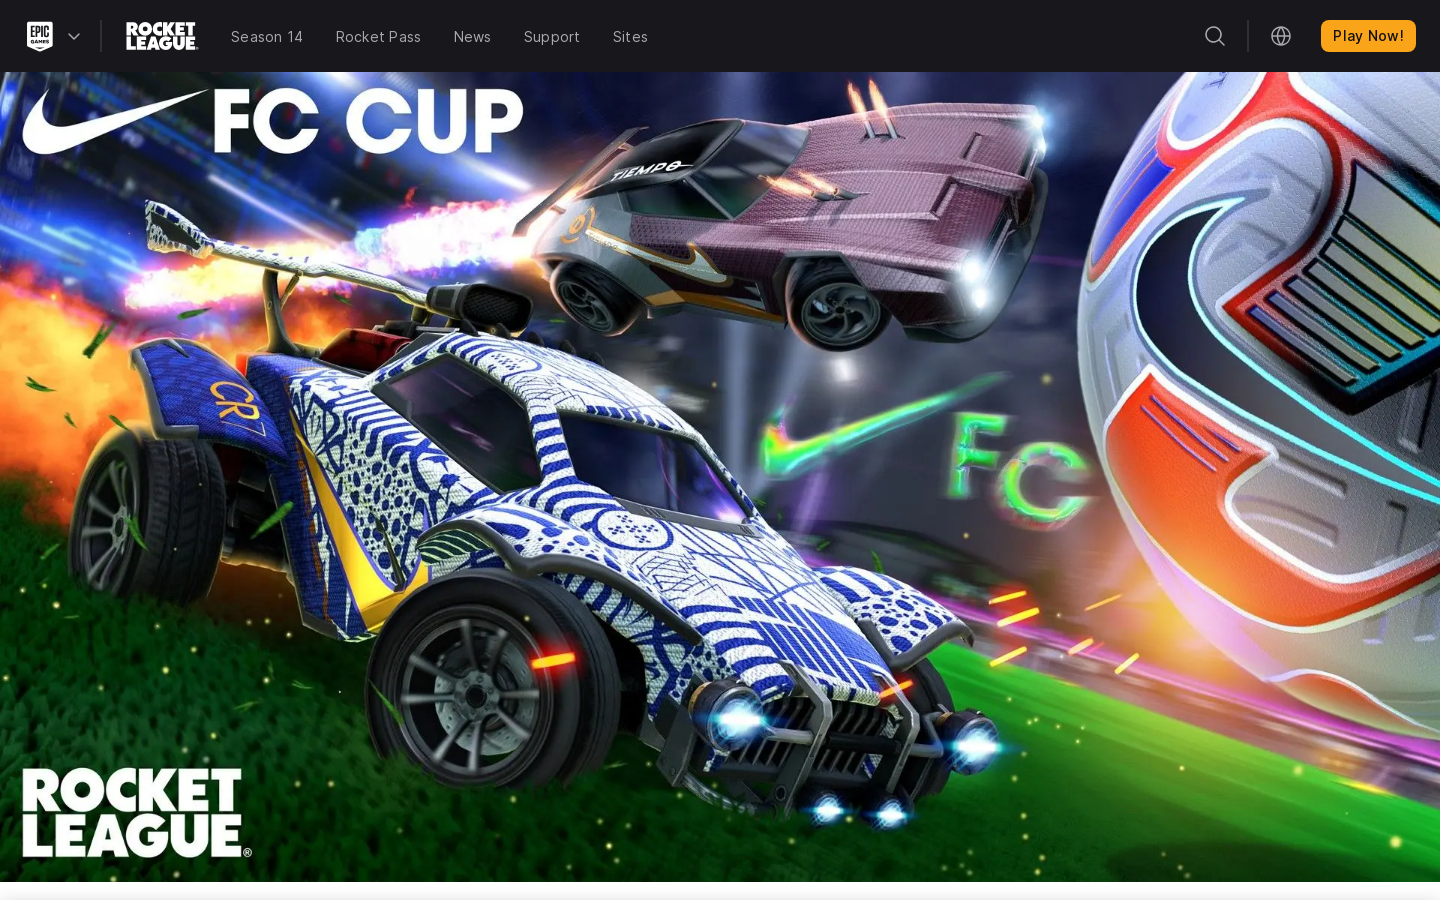 EPIC
GAMES
ROCKET
LEAGUE
Season 14
Rocket Pass
News
Support
Sites
Play Now!
FC CUP
TIEMPO
CR7
FC
ROCKET
LEAGUE®